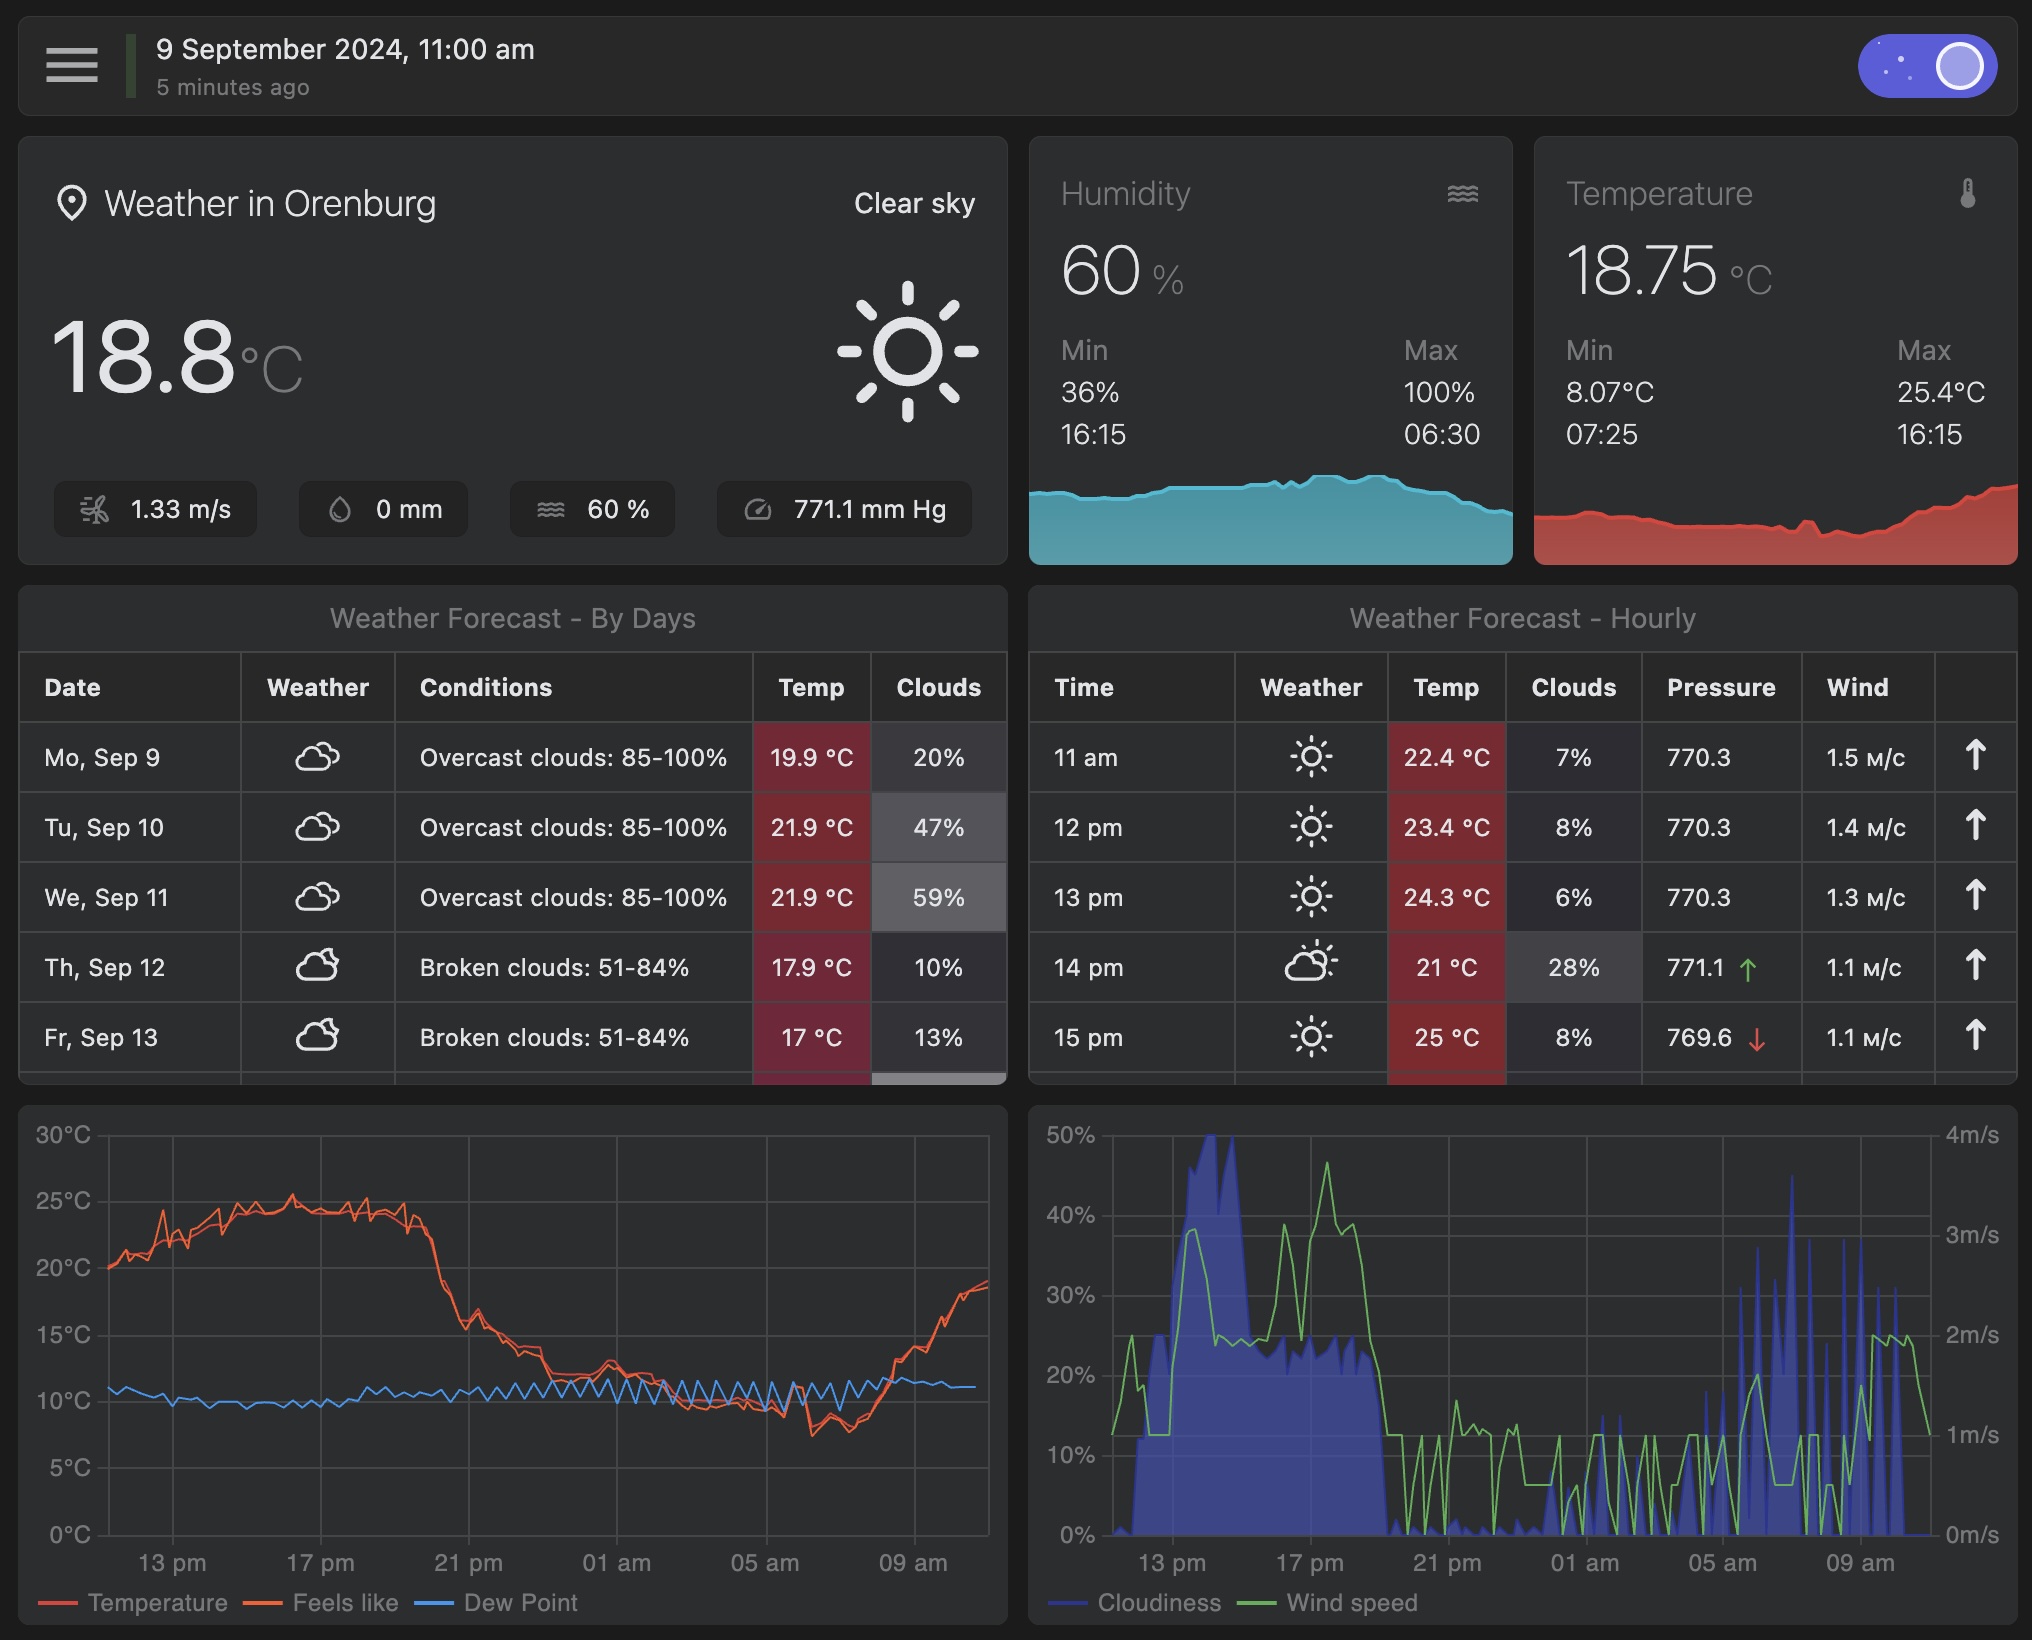 9 September 2024, 11:00 am
5 minutes ago
Weather in Orenburg
Clear sky
18.8°C
1.33 m/s
0 mm
60 %
771.1 mm Hg
Humidity
60 %
Min
Max
36%
100%
16:15
06:30
Temperature
18.75 °C
Min
Max
8.07°C
25.4°C
07:25
16:15
Weather Forecast - By Days
Date Weather Conditions Temp Clouds
Mo, Sep 9 Overcast clouds: 85-100% 19.9 °C 20%
Tu, Sep 10 Overcast clouds: 85-100% 21.9 °C 47%
We, Sep 11 Overcast clouds: 85-100% 21.9 °C 59%
Th, Sep 12 Broken clouds: 51-84% 17.9 °C 10%
Fr, Sep 13 Broken clouds: 51-84% 17 °C 13%
Weather Forecast - Hourly
Time Weather Temp Clouds Pressure Wind
11 am 22.4 °C 7% 770.3 1.5 м/с
12 pm 23.4 °C 8% 770.3 1.4 м/с
13 pm 24.3 °C 6% 770.3 1.3 м/с
14 pm 21 °C 28% 771.1 ↑ 1.1 м/с
15 pm 25 °C 8% 769.6 ↓ 1.1 м/с
30°C
25°C
20°C
15°C
10°C
5°C
0°C
13 pm 17 pm 21 pm 01 am 05 am 09 am
Temperature Feels like Dew Point
50%
40%
30%
20%
10%
0%
4m/s
3m/s
2m/s
1m/s
0m/s
13 pm 17 pm 21 pm 01 am 05 am 09 am
Cloudiness Wind speed